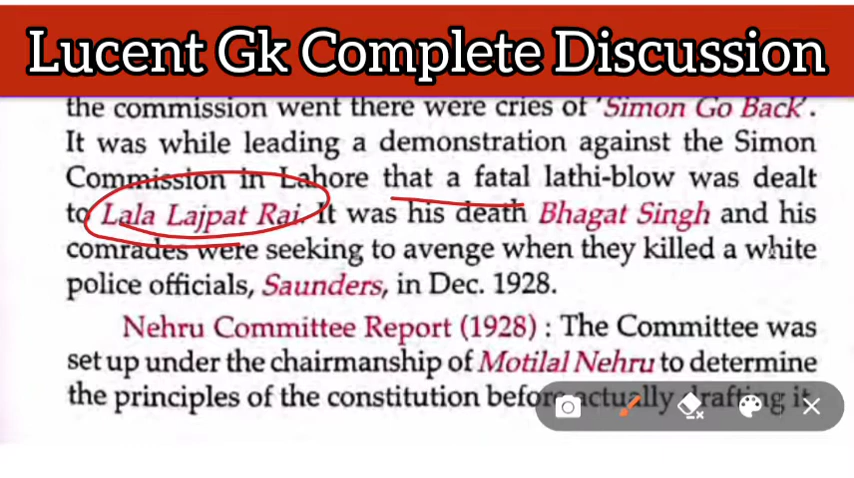 Lucent Gk Complete Discussion
the commission went there were cries of 'Simon Go Back'.
It was while leading a demonstration against the Simon
Commission in Lahore that a fatal lathi-blow was dealt
to Lala Lajpat Rai. It was his death Bhagat Singh and his
comrades were seeking to avenge when they killed a white
police officials, Saunders, in Dec. 1928.
Nehru Committee Report (1928) : The Committee was
set up under the chairmanship of Motilal Nehru to determine
the principles of the constitution before actually drafting it.